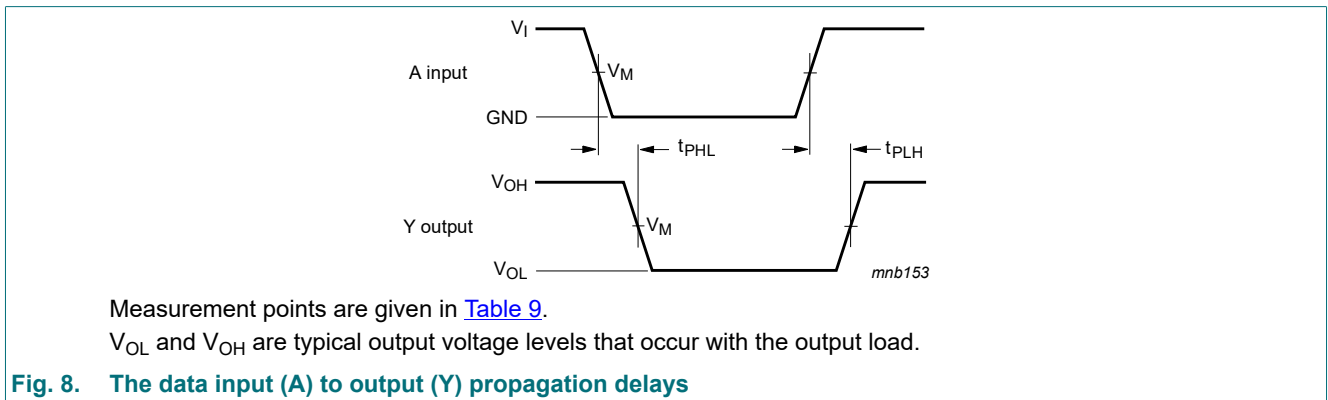 VI
A input
VM
GND
tPHL
tPLH
VOH
Y output
VM
VOL
mnb153
Measurement points are given in Table 9.
VOL and VOH are typical output voltage levels that occur with the output load.
Fig. 8. The data input (A) to output (Y) propagation delays